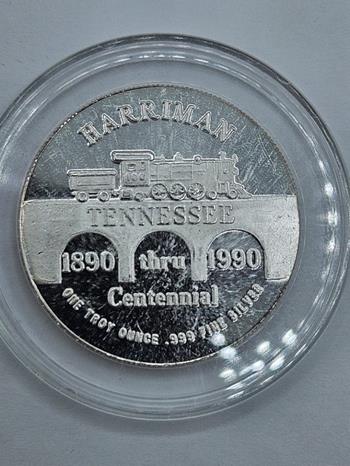 HARRIMAN
TENNESSEE
1890 thru 1990
Centennial
ONE TROY OUNCE .999 FINE SILVER